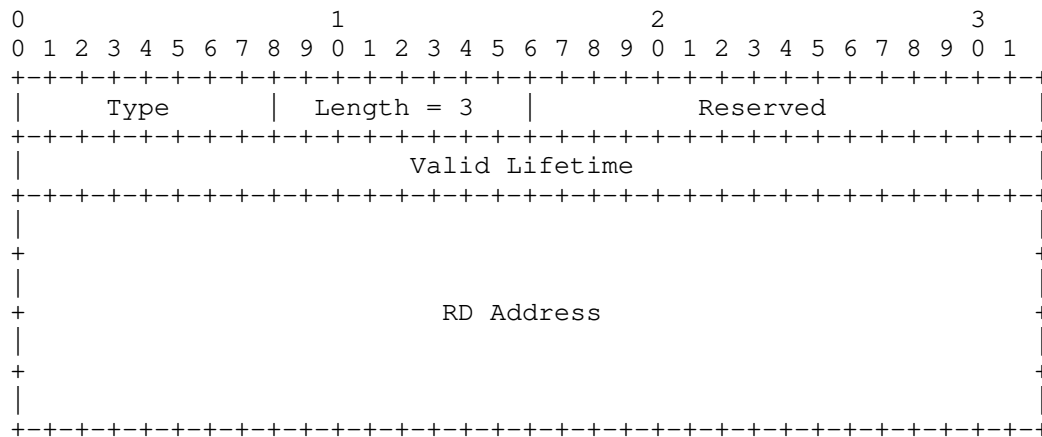 0                   1                   2                   3
0 1 2 3 4 5 6 7 8 9 0 1 2 3 4 5 6 7 8 9 0 1 2 3 4 5 6 7 8 9 0 1
+-+-+-+-+-+-+-+-+-+-+-+-+-+-+-+-+-+-+-+-+-+-+-+-+-+-+-+-+-+-+-+-+
|     Type      |  Length = 3   |          Reserved             |
+-+-+-+-+-+-+-+-+-+-+-+-+-+-+-+-+-+-+-+-+-+-+-+-+-+-+-+-+-+-+-+-+
|                        Valid Lifetime                         |
+-+-+-+-+-+-+-+-+-+-+-+-+-+-+-+-+-+-+-+-+-+-+-+-+-+-+-+-+-+-+-+-+
|                                                               |
+                                                               +
|                                                               |
+                          RD Address                           +
|                                                               |
+                                                               +
|                                                               |
+-+-+-+-+-+-+-+-+-+-+-+-+-+-+-+-+-+-+-+-+-+-+-+-+-+-+-+-+-+-+-+-+